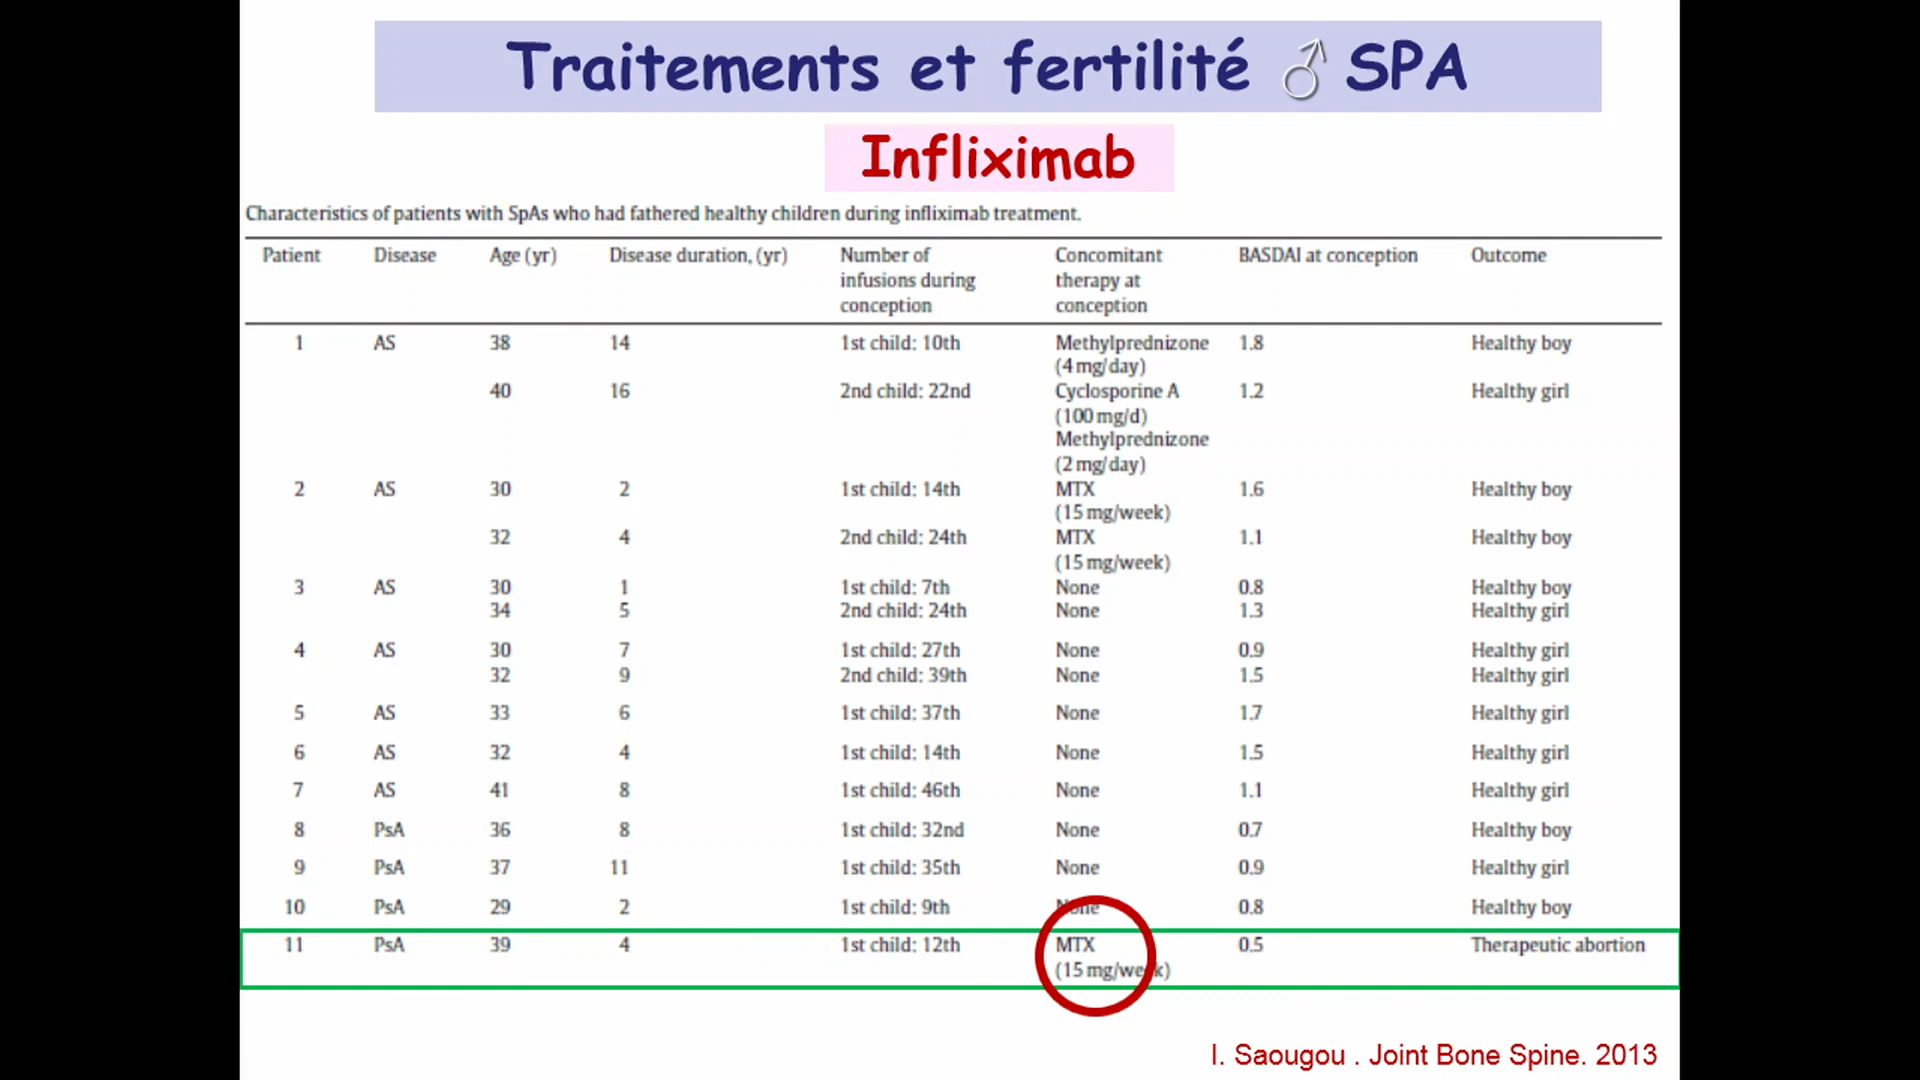 Traitements et fertilité ♂ SPA
Infliximab
Characteristics of patients with SpAs who had fathered healthy children during infliximab treatment.
Patient Disease Age (yr) Disease duration, (yr) Number of infusions during conception Concomitant therapy at conception BASDAI at conception Outcome
1 AS 38 14 1st child: 10th Methylprednizone (4 mg/day) 1.8 Healthy boy
40 16 2nd child: 22nd Cyclosporine A (100 mg/d) Methylprednizone (2 mg/day) 1.2 Healthy girl
2 AS 30 2 1st child: 14th MTX (15 mg/week) 1.6 Healthy boy
32 4 2nd child: 24th MTX (15 mg/week) 1.1 Healthy boy
3 AS 30 1 1st child: 7th None 0.8 Healthy boy
34 5 2nd child: 24th None 1.3 Healthy girl
4 AS 30 7 1st child: 27th None 0.9 Healthy girl
32 9 2nd child: 39th None 1.5 Healthy girl
5 AS 33 6 1st child: 37th None 1.7 Healthy girl
6 AS 32 4 1st child: 14th None 1.5 Healthy girl
7 AS 41 8 1st child: 46th None 1.1 Healthy girl
8 PsA 36 8 1st child: 32nd None 0.7 Healthy boy
9 PsA 37 11 1st child: 35th None 0.9 Healthy girl
10 PsA 29 2 1st child: 9th None 0.8 Healthy boy
11 PsA 39 4 1st child: 12th MTX (15 mg/week) 0.5 Therapeutic abortion
I. Saougou . Joint Bone Spine. 2013